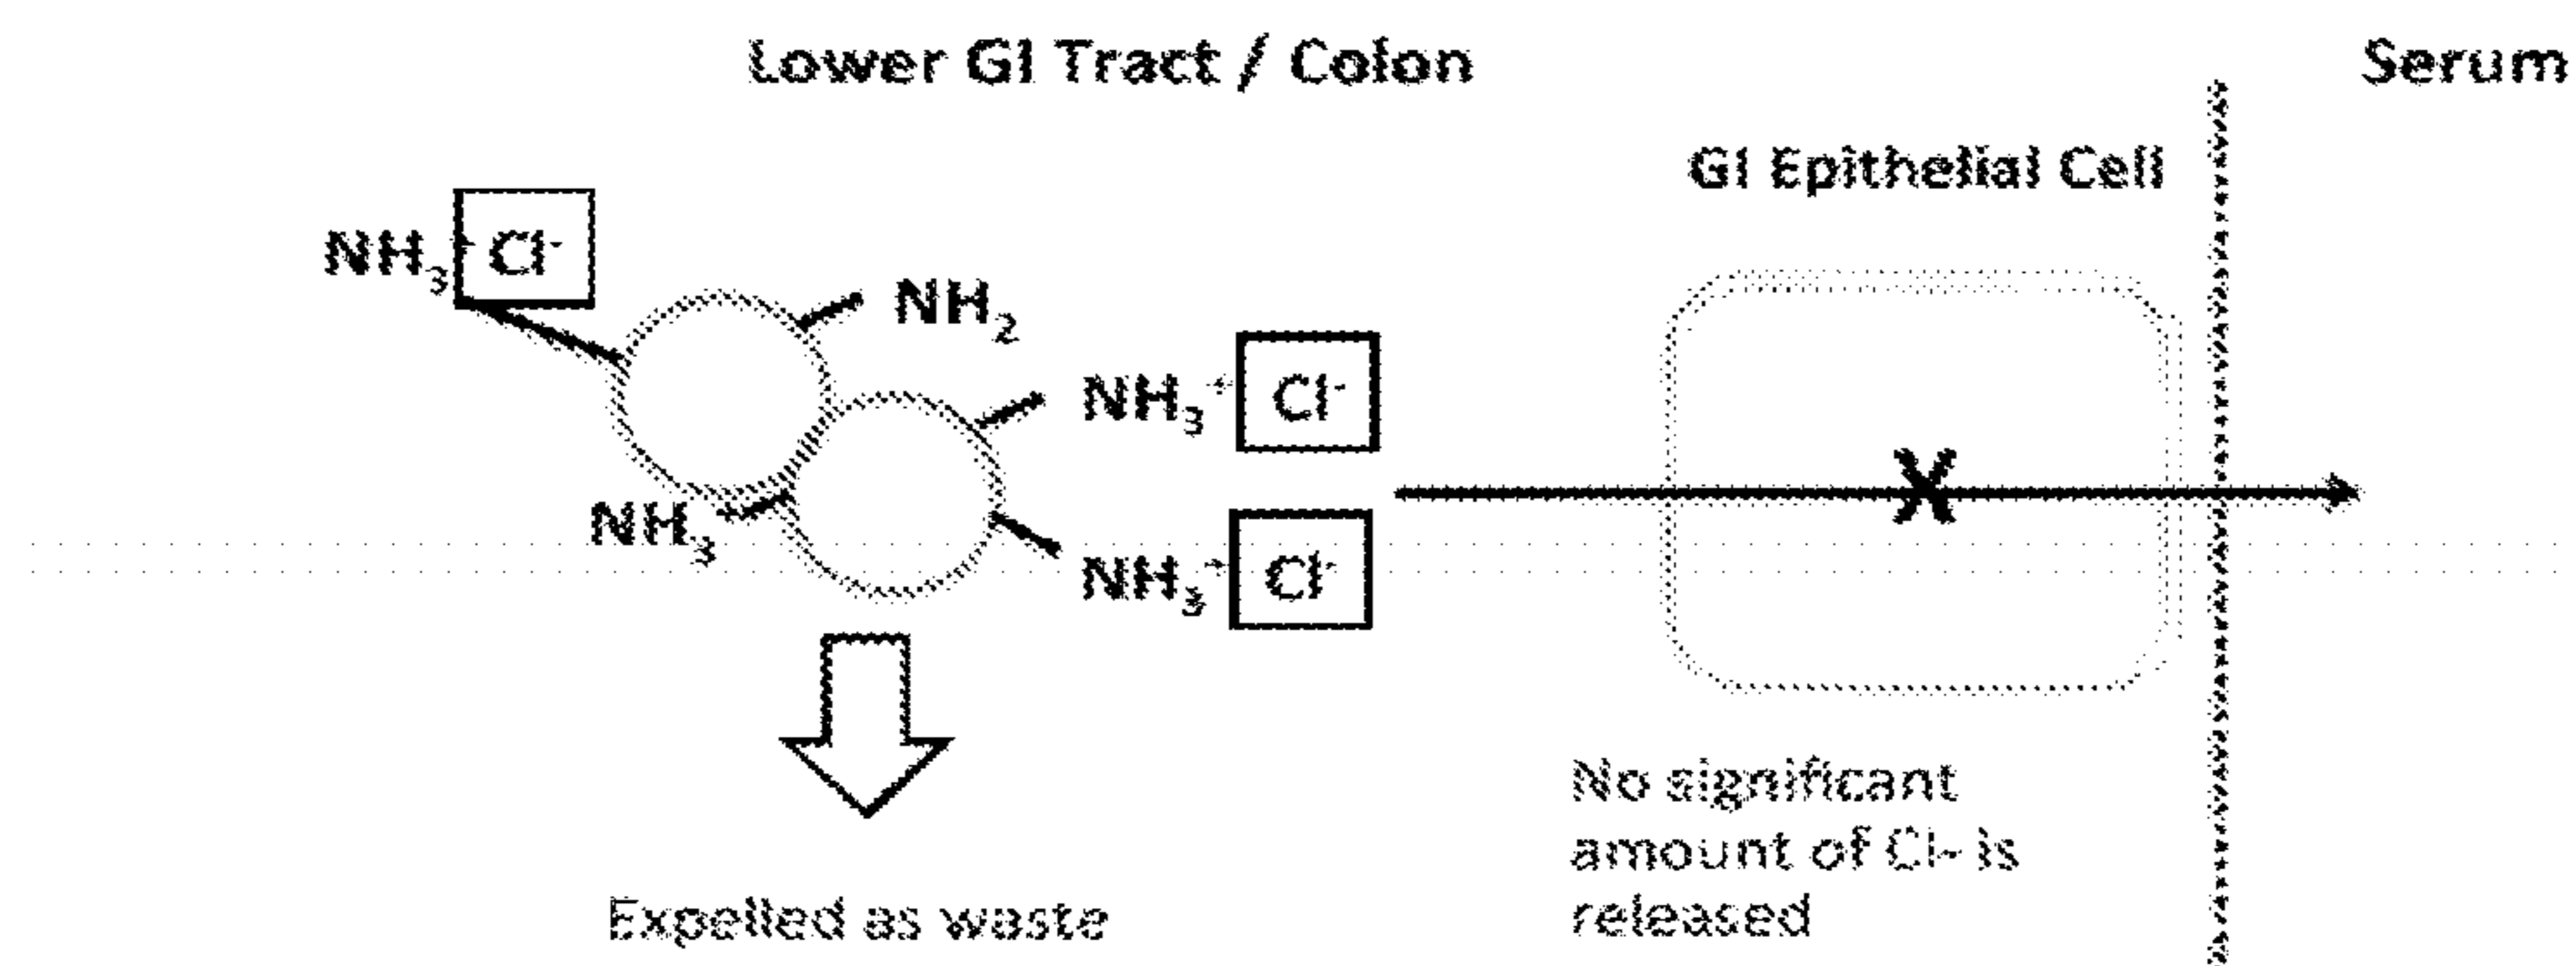 Lower GI Tract / Colon
Serum
GI Epithelial Cell
NH₃⁺ Cl⁻
NH₂
NH₃⁺ Cl⁻
X
NH₃⁺
NH₃⁺ Cl⁻
No significant
amount of Cl- is
released
Expelled as waste